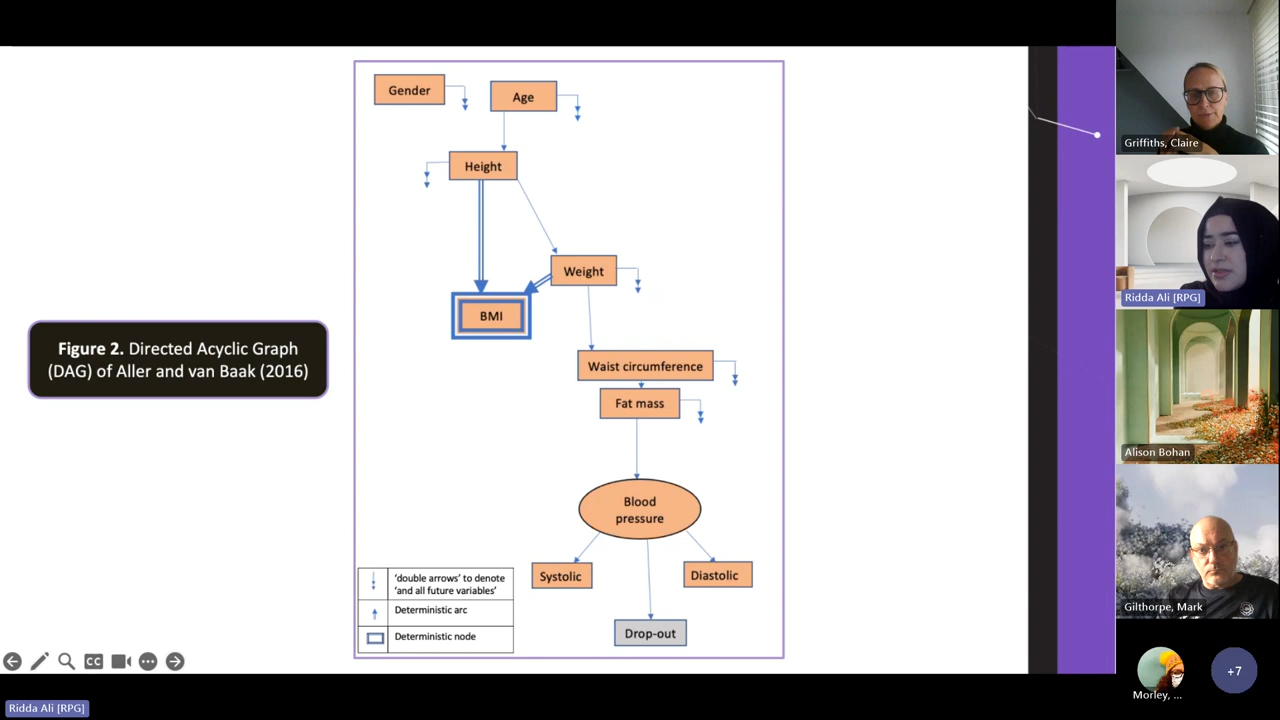 Gender
Age
Height
Weight
BMI
Figure 2. Directed Acyclic Graph
(DAG) of Aller and van Baak (2016)
Waist circumference
Fat mass
Blood
pressure
Systolic
Diastolic
Drop-out
'double arrows' to denote
'and all future variables'
Deterministic arc
Deterministic node
CC
Ridda Ali [RPG]
Griffiths, Claire
Ridda Ali [RPG]
Alison Bohan
Gilthorpe, Mark
Morley, ...
+7